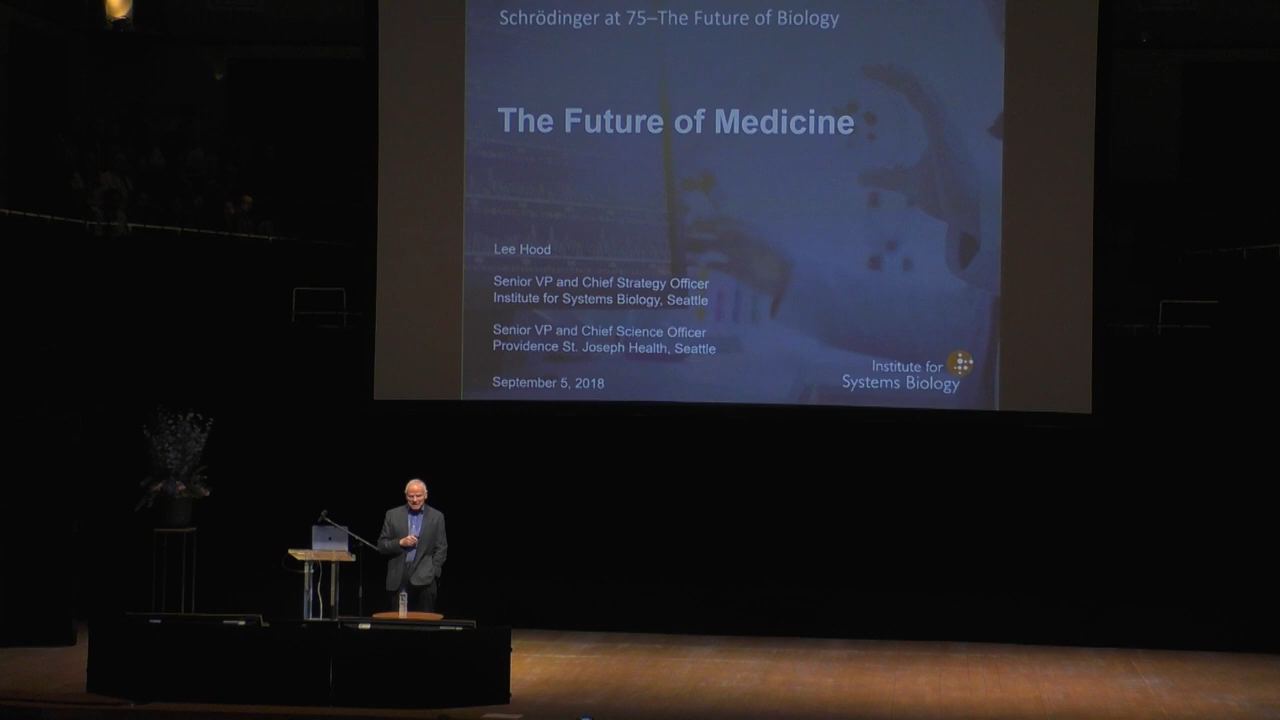 Schrödinger at 75–The Future of Biology
The Future of Medicine
Lee Hood
Senior VP and Chief Strategy Officer
Institute for Systems Biology, Seattle
Senior VP and Chief Science Officer
Providence St. Joseph Health, Seattle
September 5, 2018
Institute for
Systems Biology